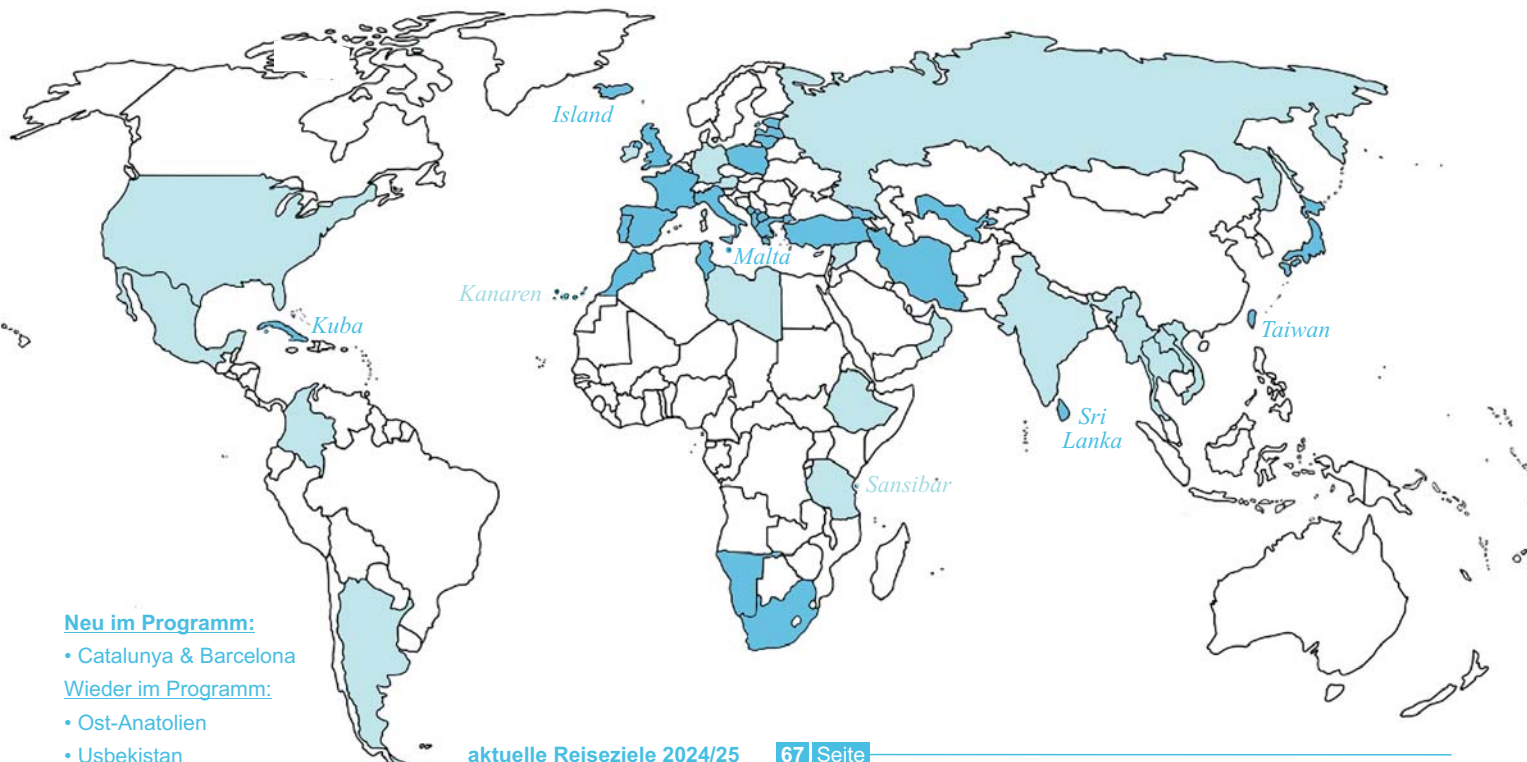 Island
Malta
Kanaren
Kuba
Taiwan
Sri
Lanka
Sansibar
Neu im Programm:
• Catalunya & Barcelona
Wieder im Programm:
• Ost-Anatolien
• Usbekistan
aktuelle Reiseziele 2024/25 67 Seite